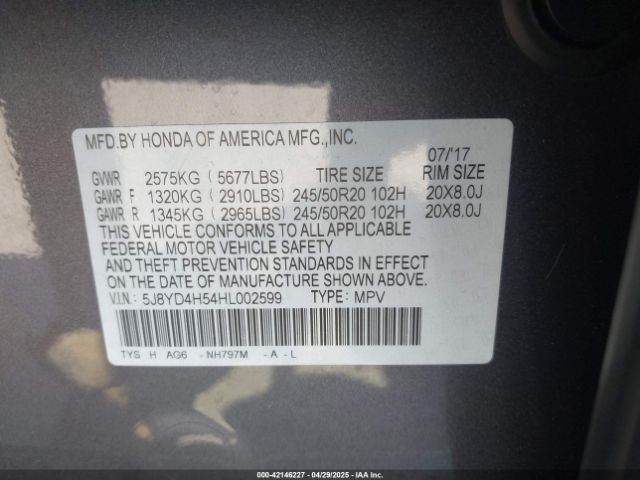 MFD.BY HONDA OF AMERICA MFG.,INC.
07/'17
GVWR 2575KG ( 5677LBS) TIRE SIZE RIM SIZE
GAWR F 1320KG ( 2910LBS) 245/50R20 102H 20X8.0J
GAWR R 1345KG ( 2965LBS) 245/50R20 102H 20X8.0J
THIS VEHICLE CONFORMS TO ALL APPLICABLE
FEDERAL MOTOR VEHICLE SAFETY
AND THEFT PREVENTION STANDARDS IN EFFECT
ON THE DATE OF MANUFACTURE SHOWN ABOVE.
V.I.N.: 5J8YD4H54HL002599 TYPE: MPV
TYS H AG6 - NH797M - A - L
000-42146227 - 04/29/2025 - IAA Inc.